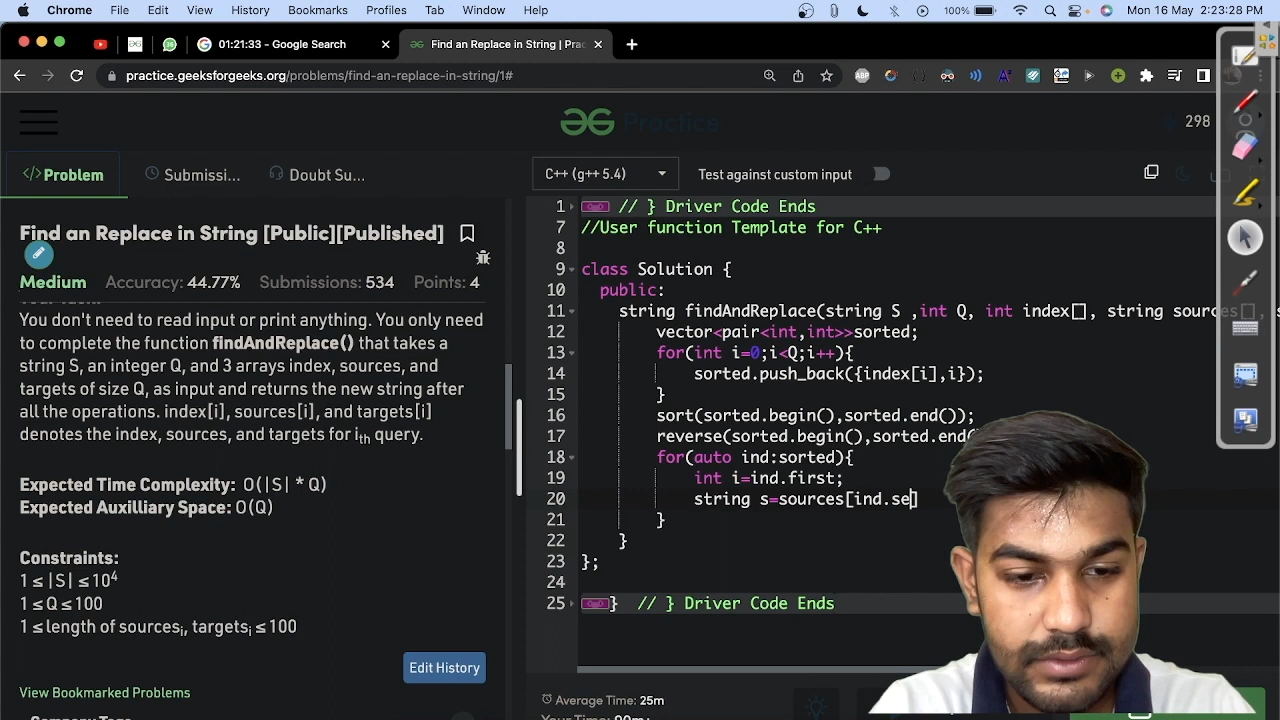 Chrome File Edit View History Bookmarks Profiles Tab Window Help 100% Mon 16 May 2:23:28 PM
01:21:33 - Google Search × Find an Replace in String | Prac ×
practice.geeksforgeeks.org/problems/find-an-replace-in-string/1#
Practice 298
</> Problem Submissi... Doubt Su...
C++ (g++ 5.4) Test against custom input
Find an Replace in String [Public][Published]
Medium Accuracy: 44.77% Submissions: 534 Points: 4
You don't need to read input or print anything. You only need
to complete the function findAndReplace() that takes a
string S, an integer Q, and 3 arrays index, sources, and
targets of size Q, as input and returns the new string after
all the operations. index[i], sources[i], and targets[i]
denotes the index, sources, and targets for ith query.
Expected Time Complexity: O(|S| * Q)
Expected Auxilliary Space: O(Q)
Constraints:
1 ≤ |S| ≤ 10⁴
1 ≤ Q ≤ 100
1 ≤ length of sourcesi, targetsi ≤ 100
Edit History
View Bookmarked Problems
Company Tags
1 // } Driver Code Ends
7 //User function Template for C++
8
9 class Solution {
10 public:
11 string findAndReplace(string S ,int Q, int index[], string sources[], s
12 vector<pair<int,int>>sorted;
13 for(int i=0;i<Q;i++){
14 sorted.push_back({index[i],i});
15 }
16 sort(sorted.begin(),sorted.end());
17 reverse(sorted.begin(),sorted.end(
18 for(auto ind:sorted){
19 int i=ind.first;
20 string s=sources[ind.se]
21 }
22 }
23 };
24
25 } // } Driver Code Ends
Average Time: 25m
Your Time: 90m